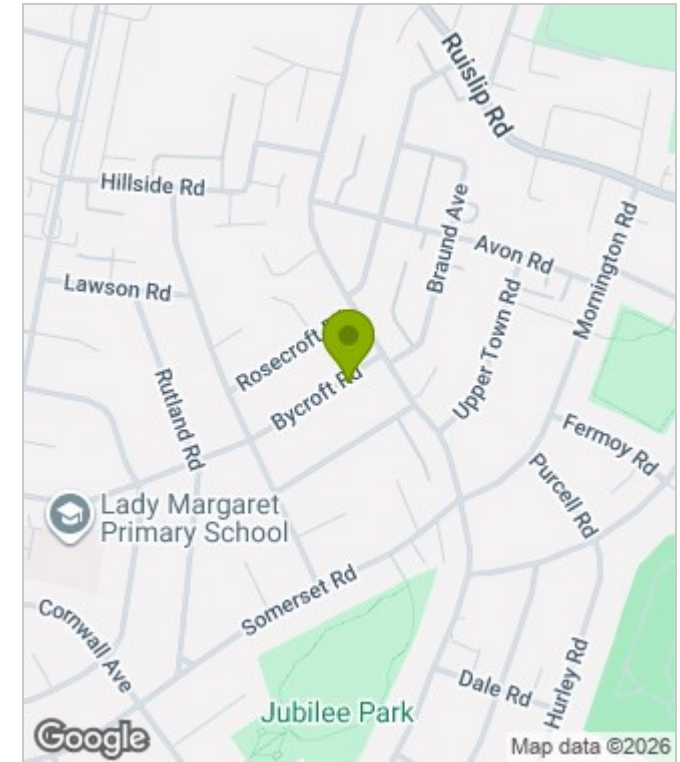 Ruislip Rd
Hillside Rd
Braund Ave
Avon Rd
Mornington Rd
Lawson Rd
Upper Town Rd
Rosecroft
Bycroft Rd
Rutland Rd
Fermoy Rd
Purcell Rd
Lady Margaret
Primary School
Somerset Rd
Cornwall Ave
Hurley Rd
Dale Rd
Jubilee Park
Google
Map data ©2026